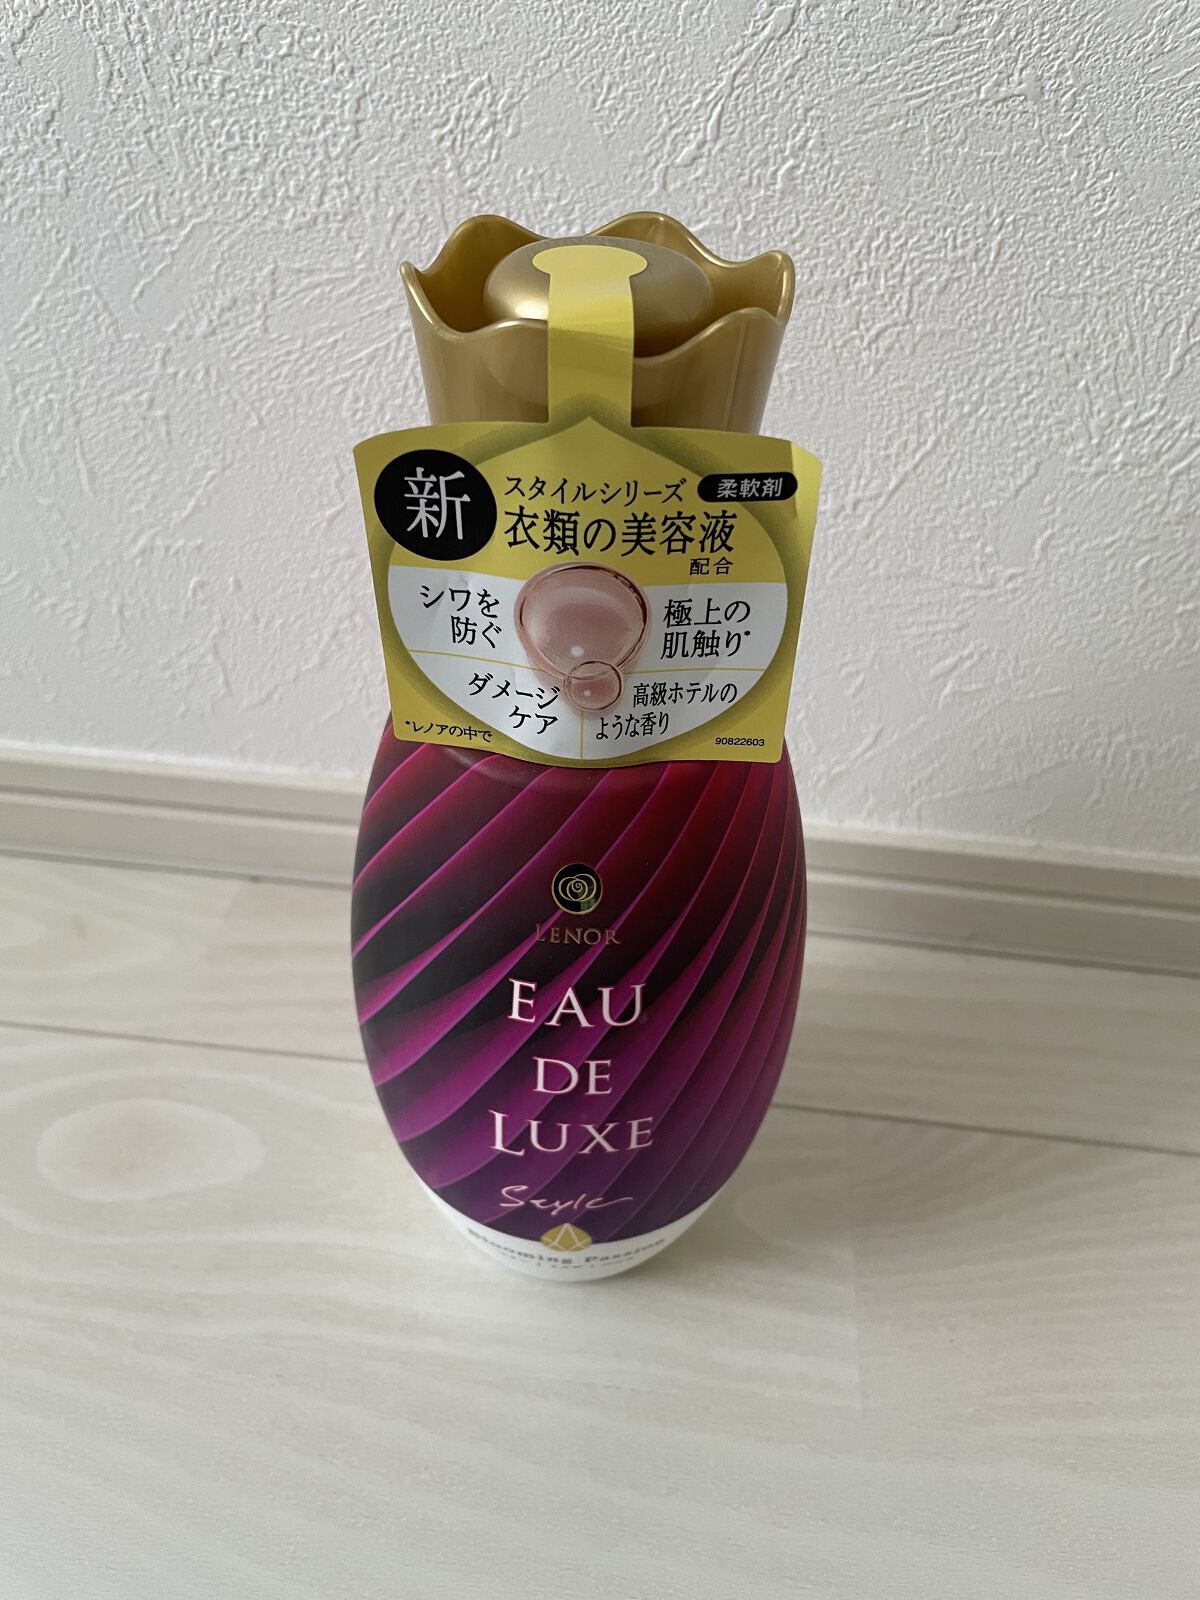 新
スタイルシリーズ
柔軟剤
衣類の美容液
配合
シワを
防ぐ
極上の
肌触り*
ダメージ
ケア
高級ホテルの
ような香り
*レノアの中で
90822603
LENOR
EAU
DE
LUXE
Style
Blooming Passion